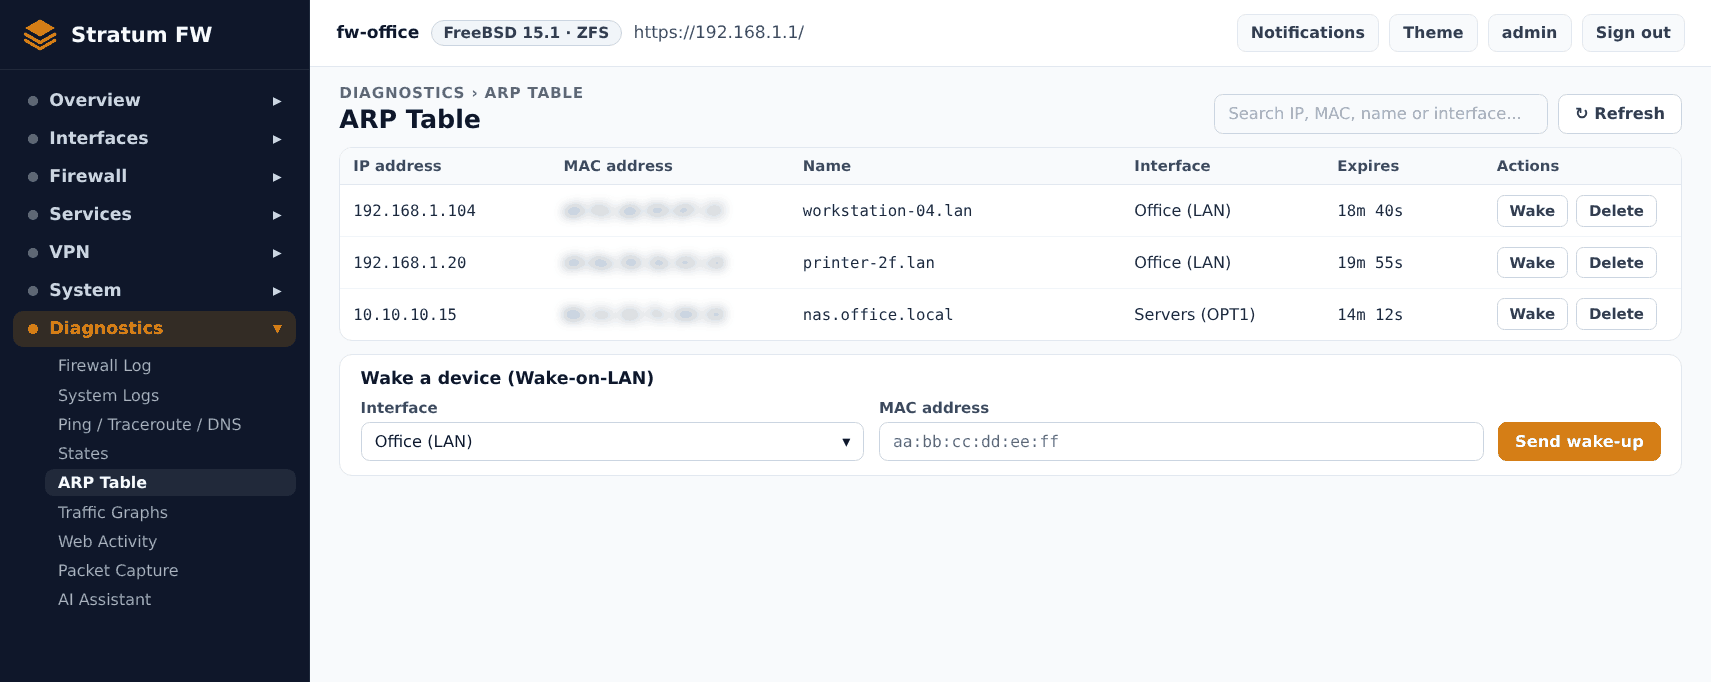 Stratum FW
Overview ▶
Interfaces ▶
Firewall ▶
Services ▶
VPN ▶
System ▶
Diagnostics ▼
Firewall Log
System Logs
Ping / Traceroute / DNS
States
ARP Table
Traffic Graphs
Web Activity
Packet Capture
AI Assistant
fw-office FreeBSD 15.1 · ZFS https://192.168.1.1/ Notifications Theme admin Sign out
DIAGNOSTICS › ARP TABLE
ARP Table
Search IP, MAC, name or interface... ↻ Refresh
IP address MAC address Name Interface Expires Actions
192.168.1.104 workstation-04.lan Office (LAN) 18m 40s Wake Delete
192.168.1.20 printer-2f.lan Office (LAN) 19m 55s Wake Delete
10.10.10.15 nas.office.local Servers (OPT1) 14m 12s Wake Delete
Wake a device (Wake-on-LAN)
Interface MAC address
Office (LAN) ▼ aa:bb:cc:dd:ee:ff Send wake-up